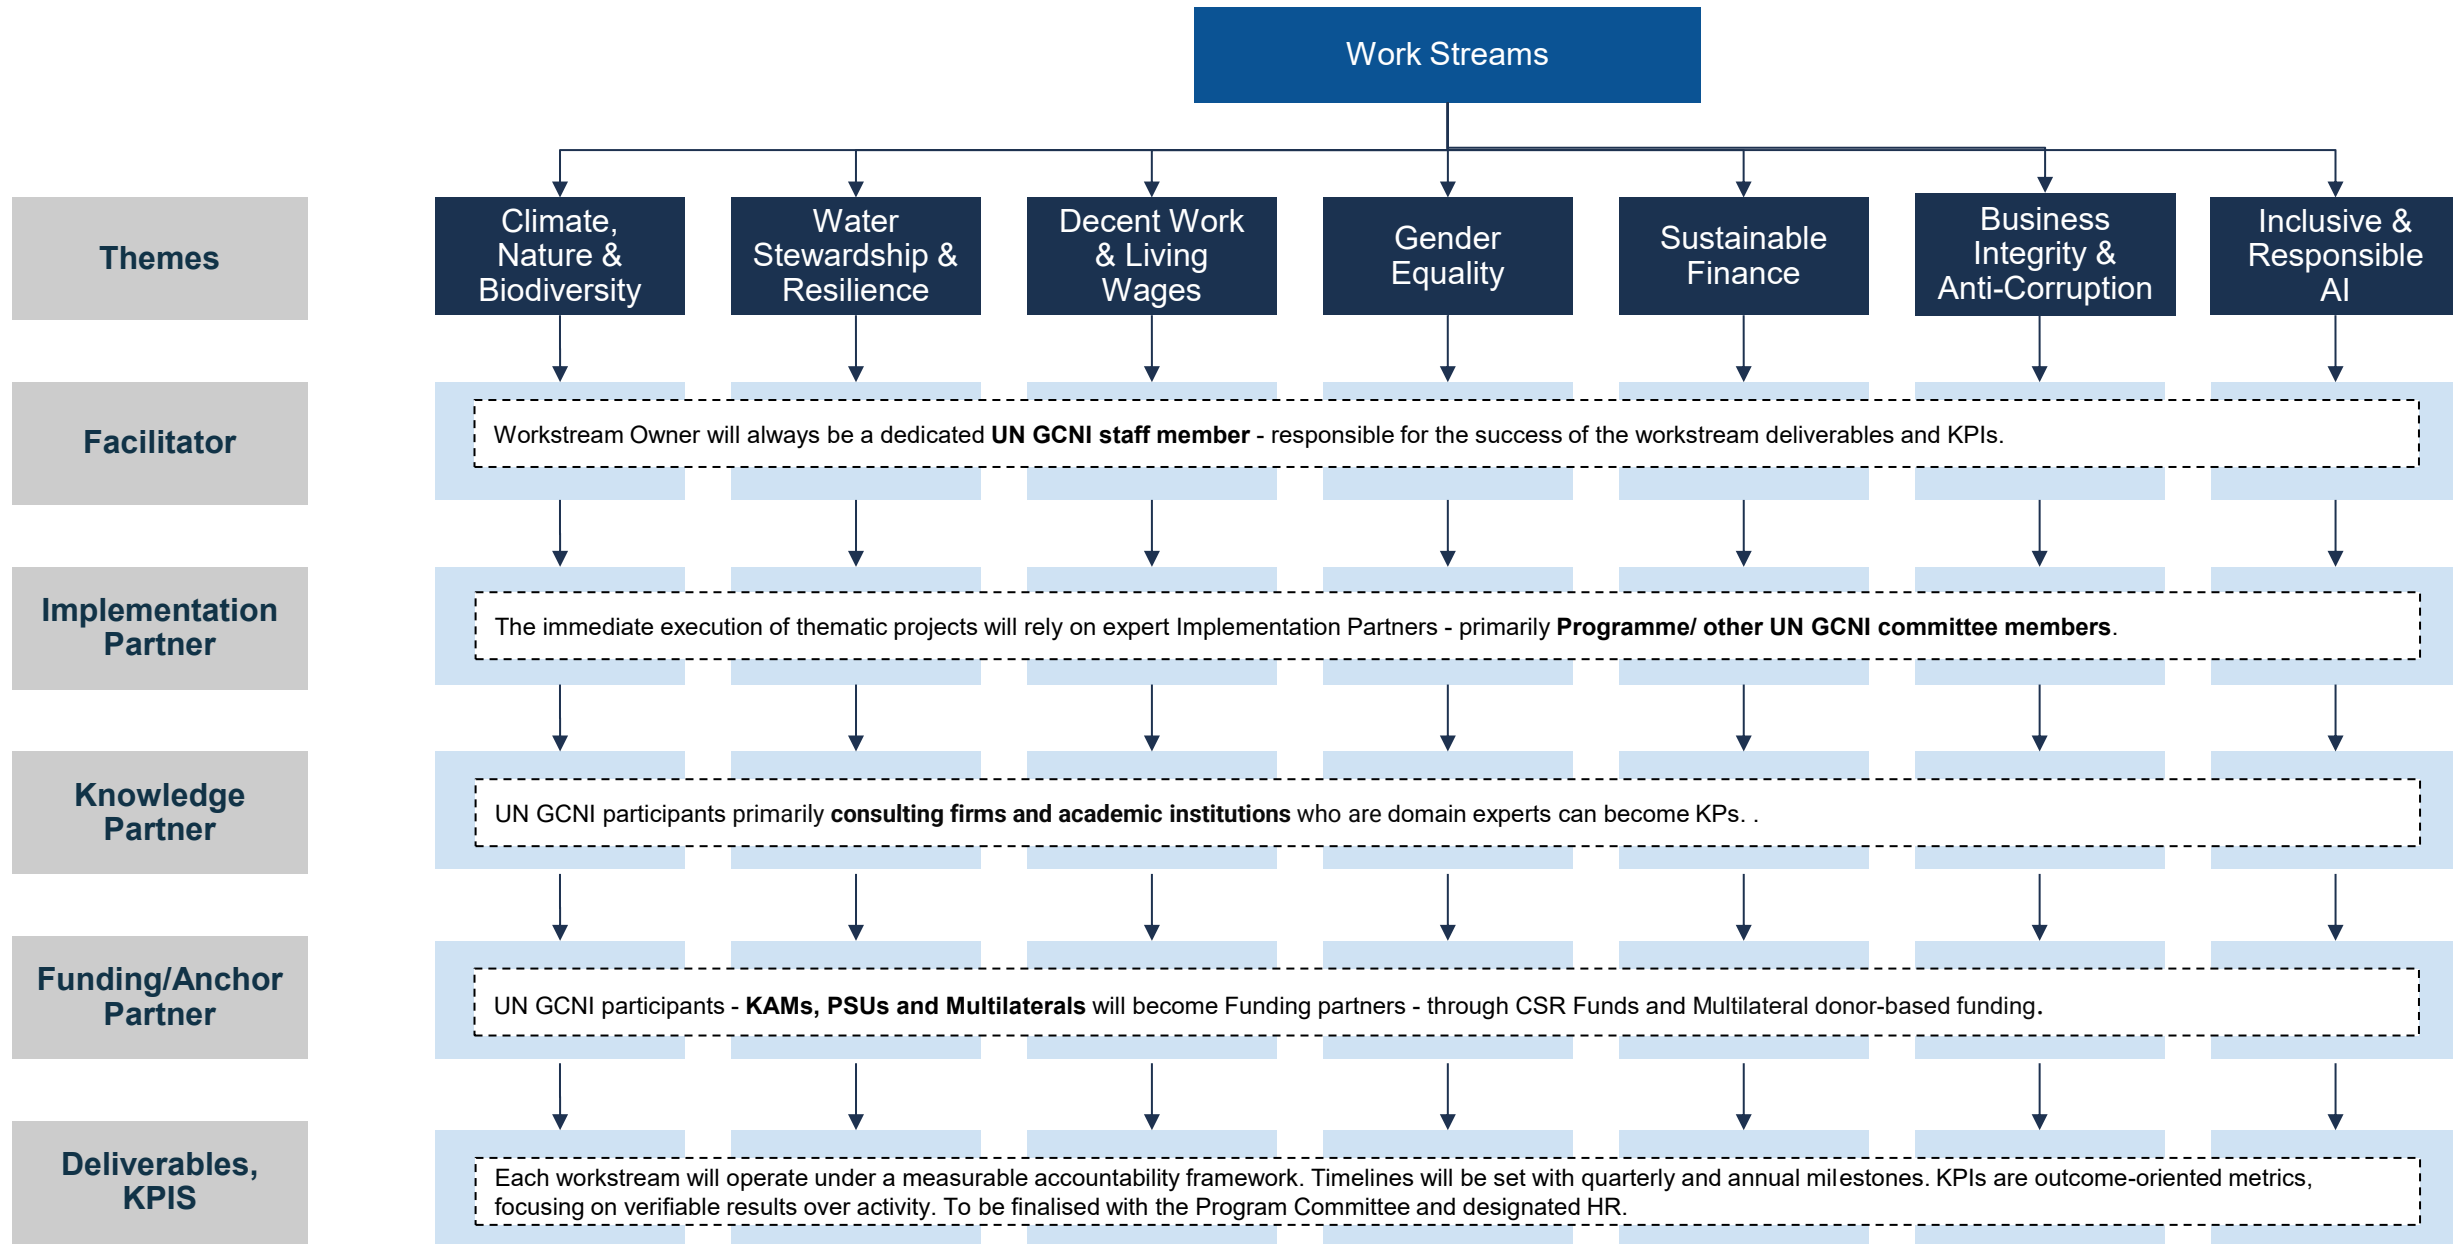 Work Streams
Themes
Climate,
Nature &
Biodiversity
Water
Stewardship &
Resilience
Decent Work
& Living
Wages
Gender
Equality
Sustainable
Finance
Business
Integrity &
Anti-Corruption
Inclusive &
Responsible
AI
Facilitator
Workstream Owner will always be a dedicated UN GCNI staff member - responsible for the success of the workstream deliverables and KPIs.
Implementation
Partner
The immediate execution of thematic projects will rely on expert Implementation Partners - primarily Programme/ other UN GCNI committee members.
Knowledge
Partner
UN GCNI participants primarily consulting firms and academic institutions who are domain experts can become KPs. .
Funding/Anchor
Partner
UN GCNI participants - KAMs, PSUs and Multilaterals will become Funding partners - through CSR Funds and Multilateral donor-based funding.
Deliverables,
KPIS
Each workstream will operate under a measurable accountability framework. Timelines will be set with quarterly and annual milestones. KPIs are outcome-oriented metrics,
focusing on verifiable results over activity. To be finalised with the Program Committee and designated HR.